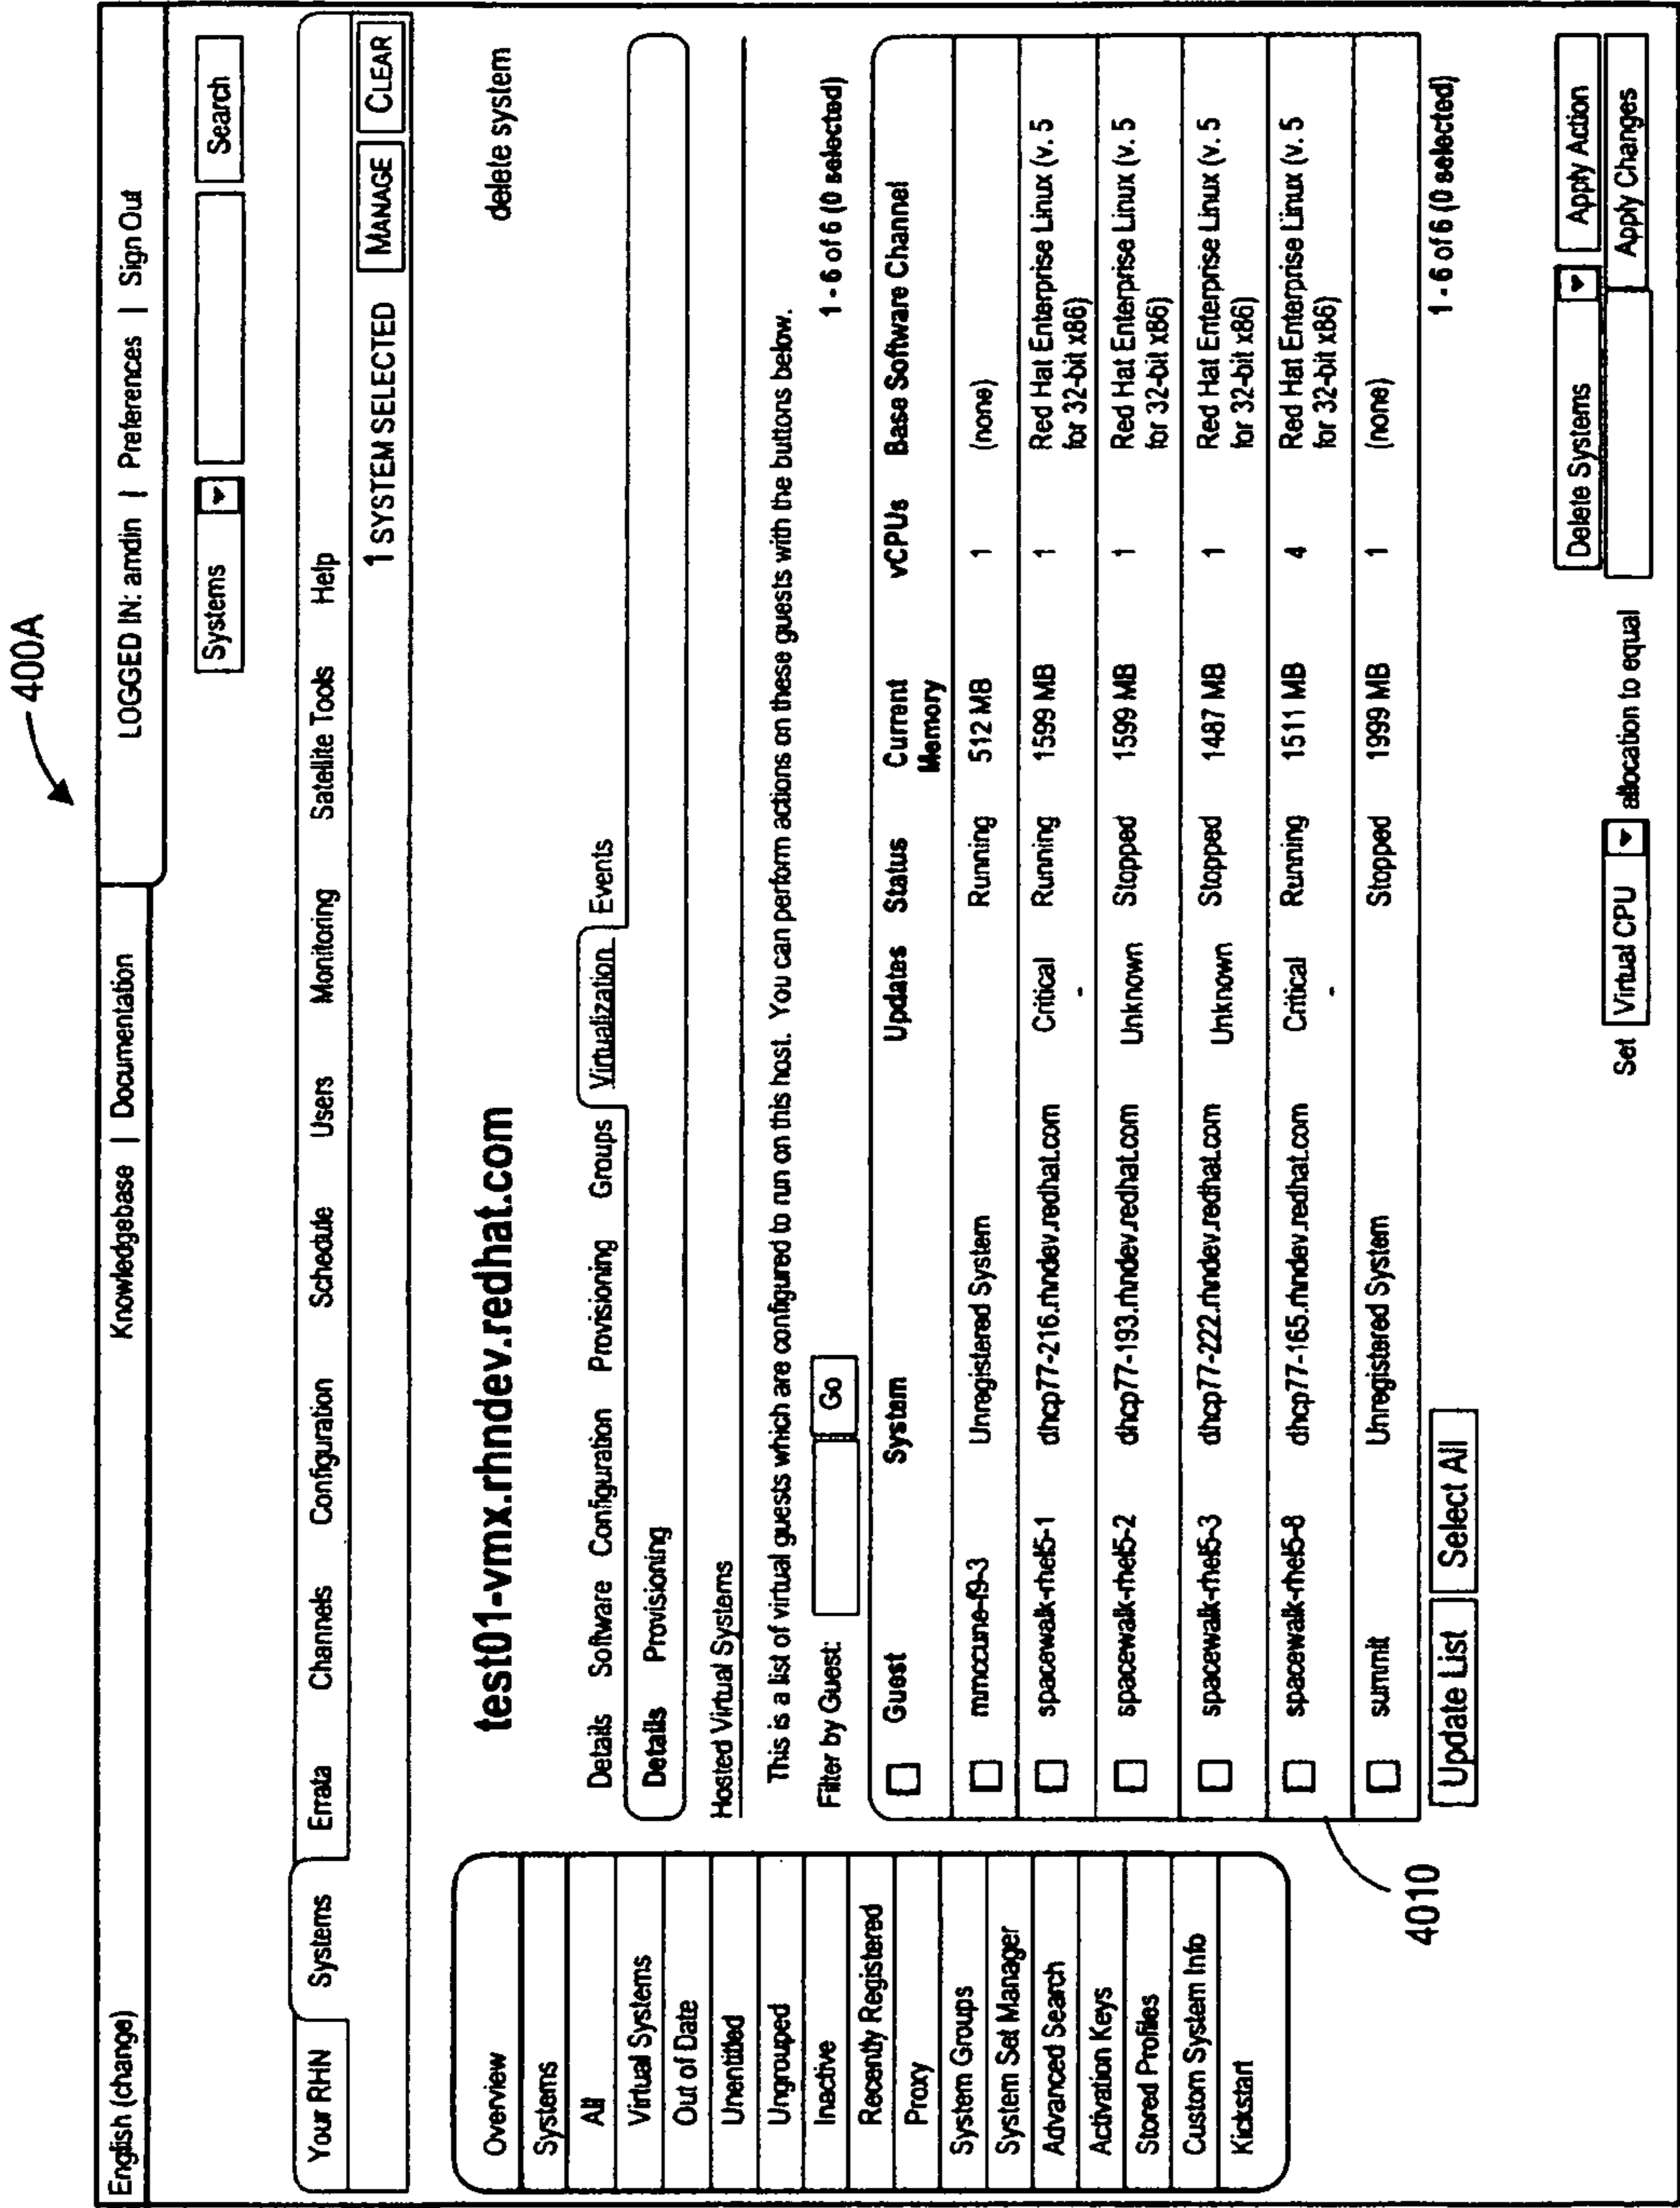 400A
English (change) Knowledgebase | Documentation LOGGED IN: amdin | Preferences | Sign Out
Systems Search
Your RHN Systems Errata Channels Configuration Schedule Users Monitoring Satellite Tools Help
1 SYSTEM SELECTED MANAGE CLEAR
Overview
Systems
All
Virtual Systems
Out of Date
Unentitled
Ungrouped
Inactive
Recently Registered
Proxy
System Groups
System Set Manager
Advanced Search
Activation Keys
Stored Profiles
Custom System Info
Kickstart
test01-vmx.rhndev.redhat.com
delete system
Details Software Configuration Provisioning Groups Virtualization Events
Details Provisioning
Hosted Virtual Systems
This is a list of virtual guests which are configured to run on this host. You can perform actions on these guests with the buttons below.
Filter by Guest: Go 1 - 6 of 6 (0 selected)
Guest System Updates Status Current Memory vCPUs Base Software Channel
mmccune-f9-3 Unregistered System Running 512 MB 1 (none)
spacewalk-rhel5-1 dhcp77-216.rhndev.redhat.com Critical Running 1599 MB 1 Red Hat Enterprise Linux (v. 5
for 32-bit x86)
spacewalk-rhel5-2 dhcp77-193.rhndev.redhat.com Unknown Stopped 1599 MB 1 Red Hat Enterprise Linux (v. 5
for 32-bit x86)
spacewalk-rhel5-3 dhcp77-222.rhndev.redhat.com Unknown Stopped 1487 MB 1 Red Hat Enterprise Linux (v. 5
for 32-bit x86)
spacewalk-rhel5-8 dhcp77-165.rhndev.redhat.com Critical Running 1511 MB 4 Red Hat Enterprise Linux (v. 5
for 32-bit x86)
summit Unregistered System Stopped 1999 MB 1 (none)
Update List Select All 1 - 6 of 6 (0 selected)
4010
Delete Systems Apply Action
Set Virtual CPU allocation to equal Apply Changes